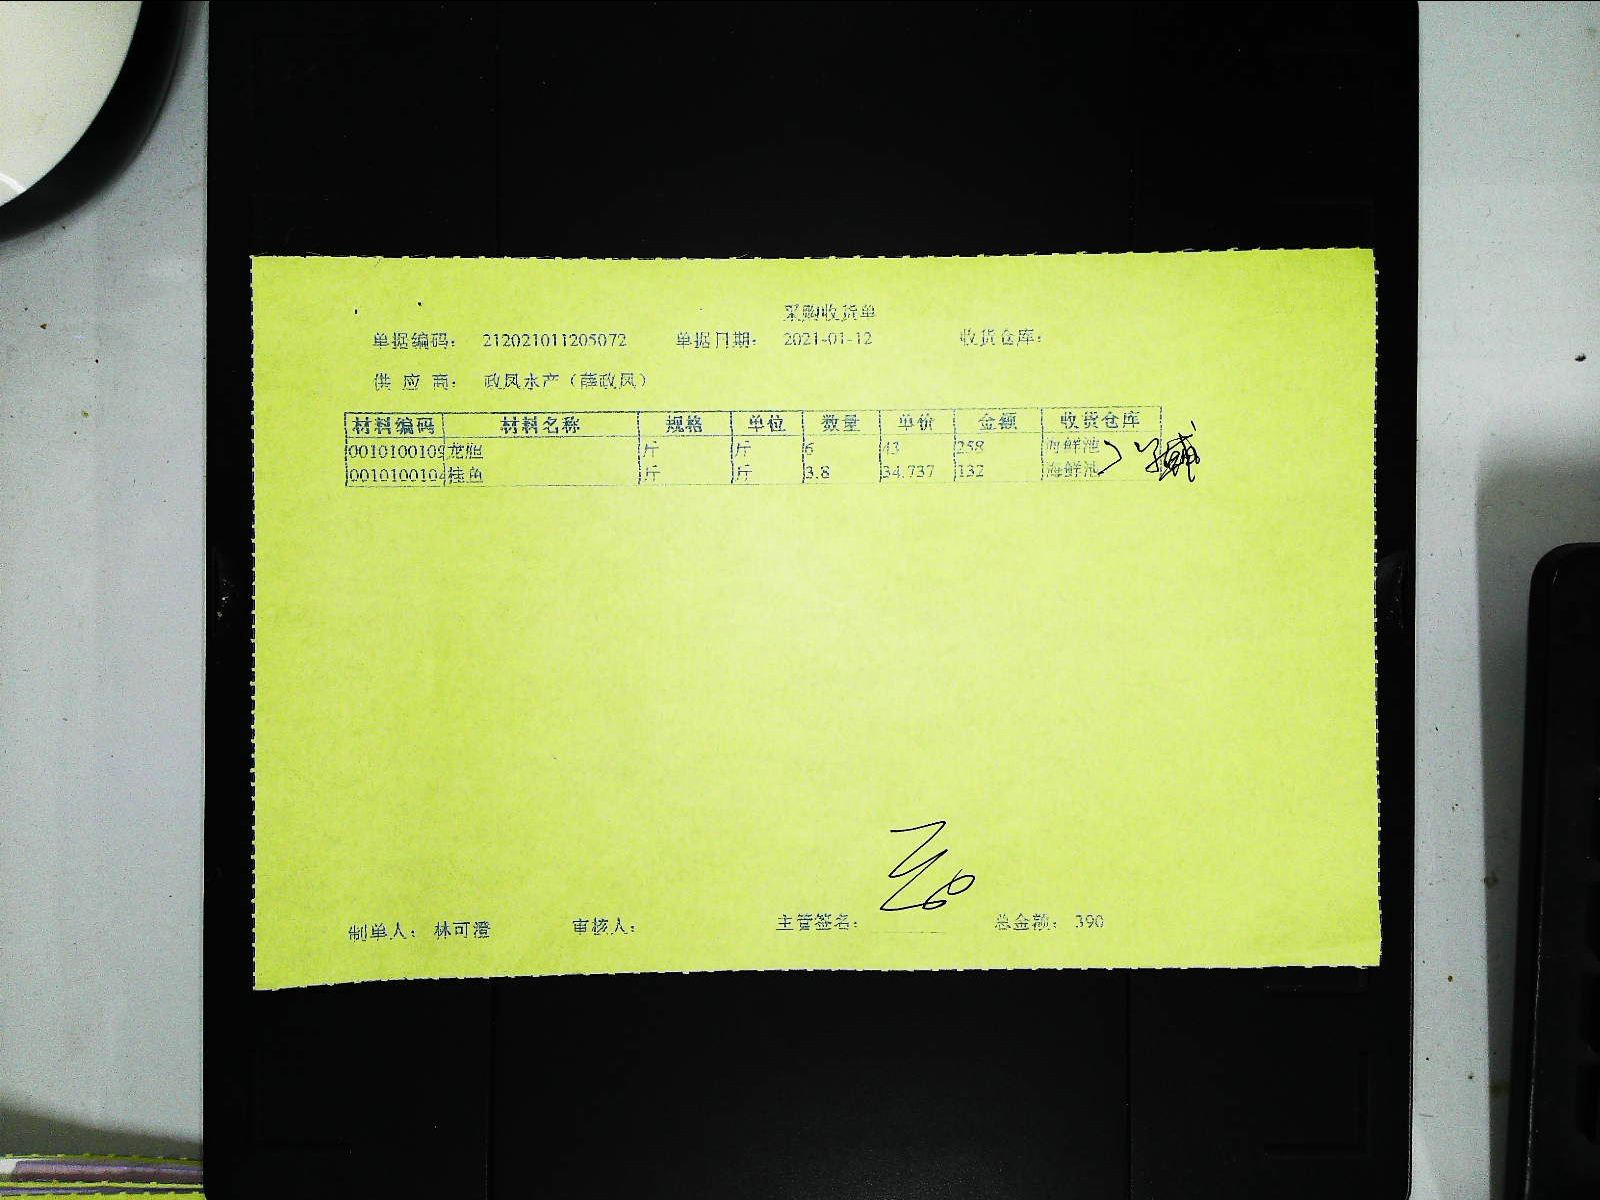 采购收货单
单据编码： 212021011205072 单据日期： 2021-01-12 收货仓库：
供 应 商： 政凤水产（薛政凤）
材料编码 材料名称 规格 单位 数量 单价 金额 收货仓库
0010100109 龙胆 斤 斤 6 43 258 海鲜池
0010100104 桂鱼 斤 斤 3.8 34.737 132 海鲜池
制单人： 林可澄 审核人： 主管签名： 总金额： 390